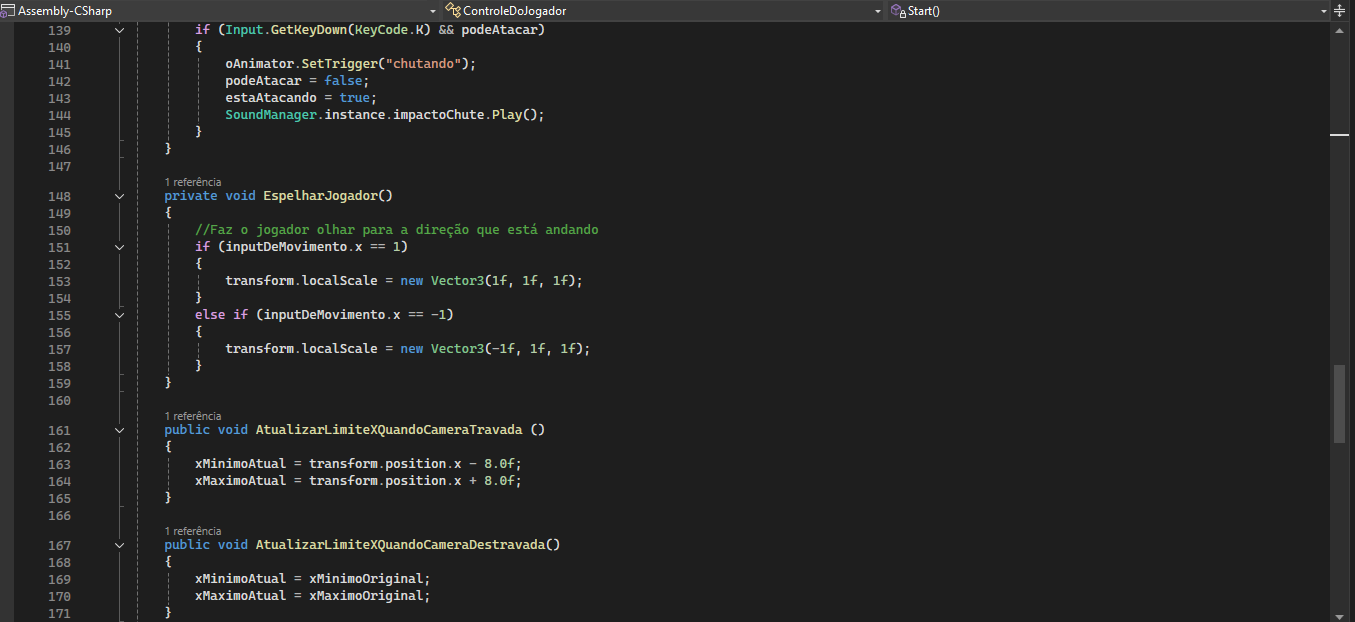 Assembly-CSharp ControleDoJogador Start()
139 if (Input.GetKeyDown(KeyCode.K) && podeAtacar)
140 {
141 oAnimator.SetTrigger("chutando");
142 podeAtacar = false;
143 estaAtacando = true;
144 SoundManager.instance.impactoChute.Play();
145 }
146 }
147
1 referência
148 private void EspelharJogador()
149 {
150 //Faz o jogador olhar para a direção que está andando
151 if (inputDeMovimento.x == 1)
152 {
153 transform.localScale = new Vector3(1f, 1f, 1f);
154 }
155 else if (inputDeMovimento.x == -1)
156 {
157 transform.localScale = new Vector3(-1f, 1f, 1f);
158 }
159 }
160
1 referência
161 public void AtualizarLimiteXQuandoCameraTravada ()
162 {
163 xMinimoAtual = transform.position.x - 8.0f;
164 xMaximoAtual = transform.position.x + 8.0f;
165 }
166
1 referência
167 public void AtualizarLimiteXQuandoCameraDestravada()
168 {
169 xMinimoAtual = xMinimoOriginal;
170 xMaximoAtual = xMaximoOriginal;
171 }